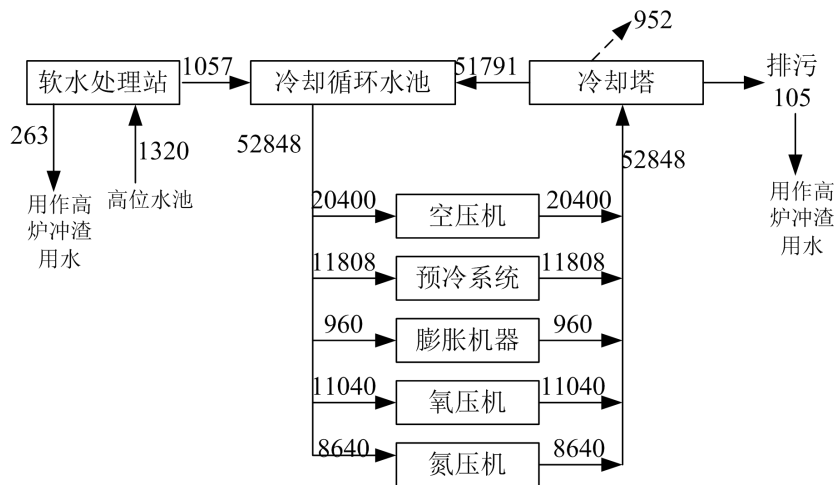 952
1057
51791
软水处理站
冷却循环水池
冷却塔
排污
105
263
1320
52848
52848
用作高
炉冲渣
用水
高位水池
用作高
炉冲渣
用水
20400
空压机
20400
11808
预冷系统
11808
960
膨胀机器
960
11040
氧压机
11040
8640
氮压机
8640